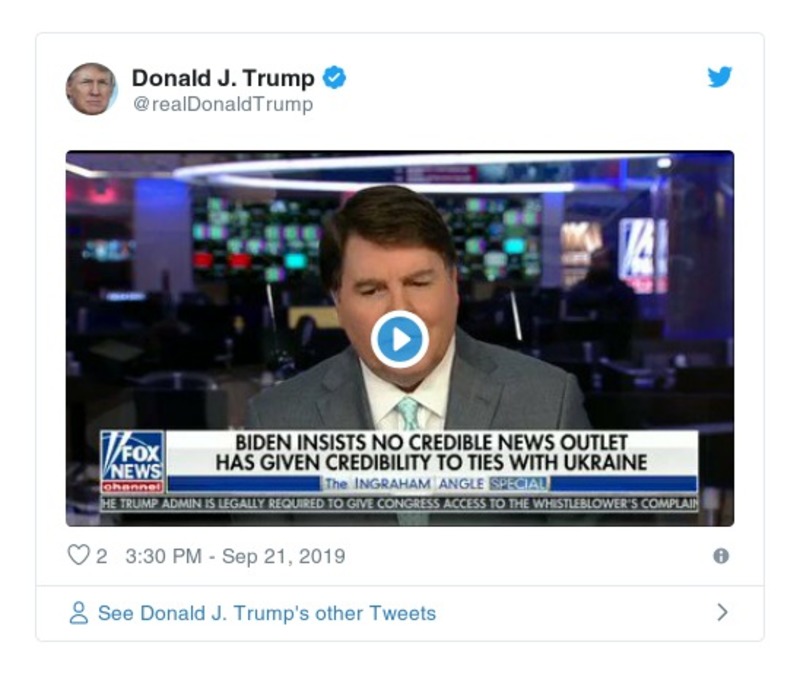 Donald J. Trump
@realDonaldTrump
BIDEN INSISTS NO CREDIBLE NEWS OUTLET
HAS GIVEN CREDIBILITY TO TIES WITH UKRAINE
FOX
NEWS
channel
The INGRAHAM ANGLE SPECIAL
HE TRUMP ADMIN IS LEGALLY REQUIRED TO GIVE CONGRESS ACCESS TO THE WHISTLEBLOWER'S COMPLAIN
2 3:30 PM - Sep 21, 2019
See Donald J. Trump's other Tweets